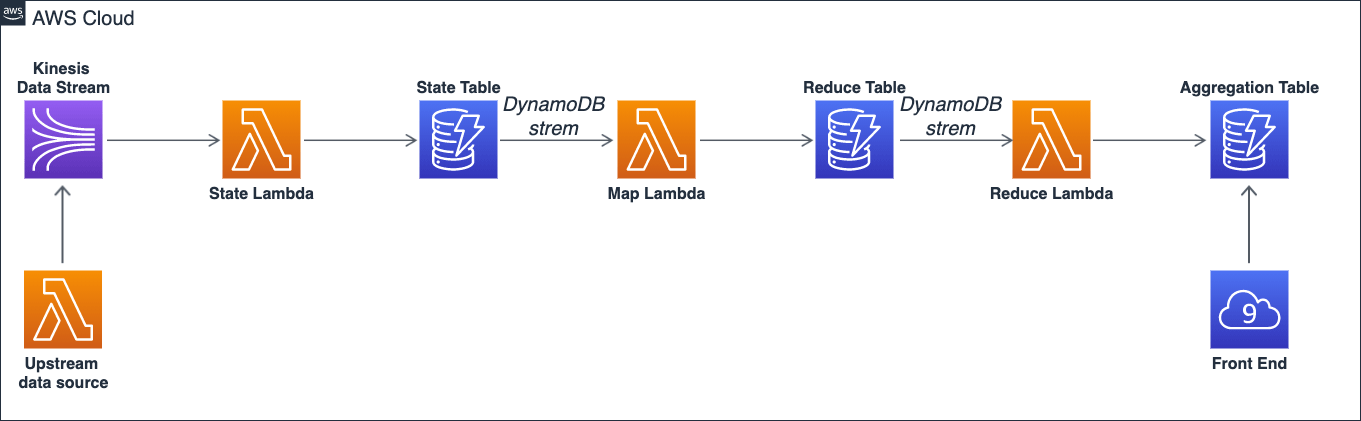 aws
AWS Cloud
Kinesis
Data Stream
State Lambda
State Table
DynamoDB
strem
Map Lambda
Reduce Table
DynamoDB
strem
Reduce Lambda
Aggregation Table
Upstream
data source
9
Front End